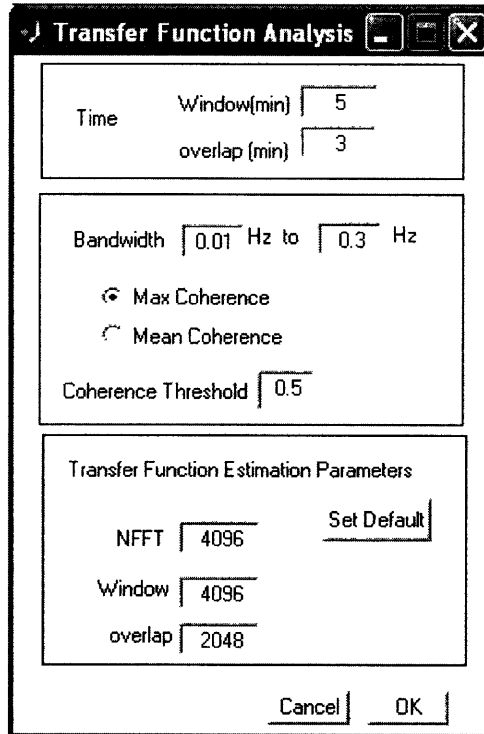 Transfer Function Analysis
Time
Window(min) 5
overlap (min) 3
Bandwidth 0.01 Hz to 0.3 Hz
Max Coherence
Mean Coherence
Coherence Threshold 0.5
Transfer Function Estimation Parameters
Set Default
NFFT 4096
Window 4096
overlap 2048
Cancel OK